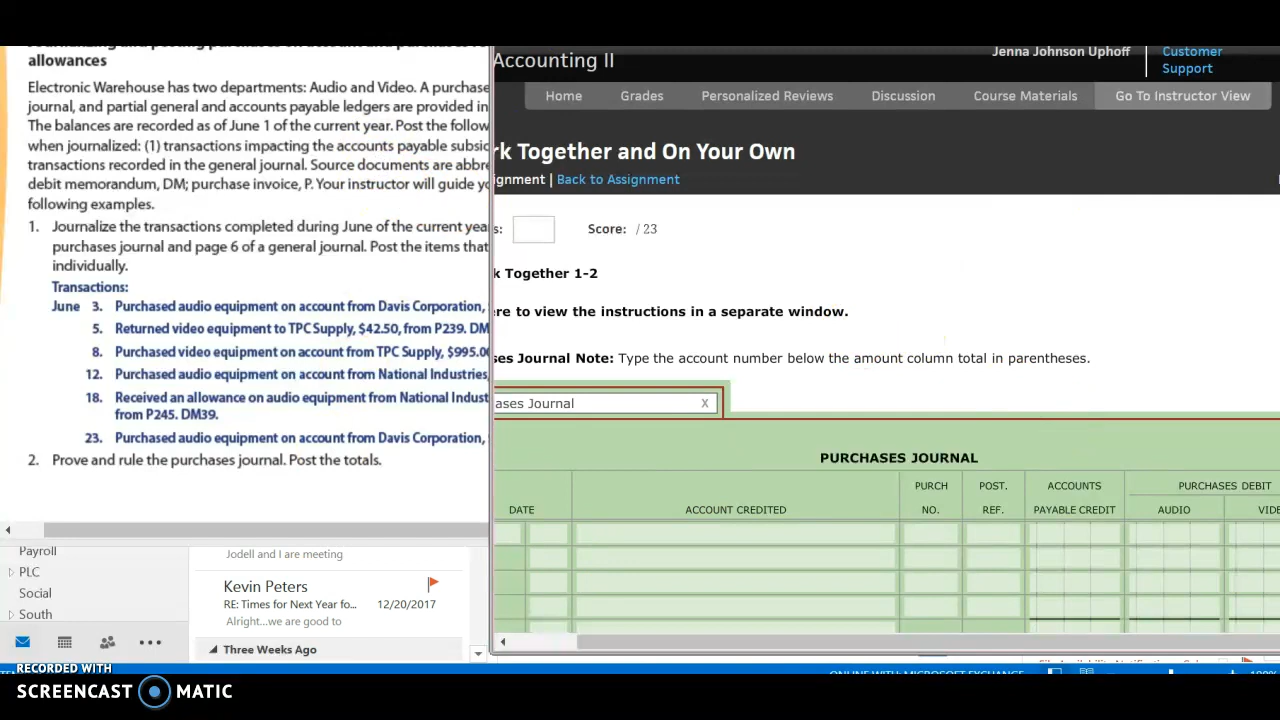 allowances
Electronic Warehouse has two departments: Audio and Video. A purchase
journal, and partial general and accounts payable ledgers are provided in
The balances are recorded as of June 1 of the current year. Post the follow
when journalized: (1) transactions impacting the accounts payable subsid
transactions recorded in the general journal. Source documents are abbre
debit memorandum, DM; purchase invoice, P. Your instructor will guide yo
following examples.
1. Journalize the transactions completed during June of the current year
purchases journal and page 6 of a general journal. Post the items that
individually.
Transactions:
June 3. Purchased audio equipment on account from Davis Corporation,
5. Returned video equipment to TPC Supply, $42.50, from P239. DM
8. Purchased video equipment on account from TPC Supply, $995.00
12. Purchased audio equipment on account from National Industries,
18. Received an allowance on audio equipment from National Indust
from P245. DM39.
23. Purchased audio equipment on account from Davis Corporation,
2. Prove and rule the purchases journal. Post the totals.
Payroll
PLC
Social
South
Jodell and I are meeting
Kevin Peters
RE: Times for Next Year fo... 12/20/2017
Alright...we are good to
Three Weeks Ago
Accounting II
Jenna Johnson Uphoff
Customer
Support
Home Grades Personalized Reviews Discussion Course Materials Go To Instructor View
rk Together and On Your Own
ignment | Back to Assignment
s: Score: / 23
k Together 1-2
ere to view the instructions in a separate window.
ses Journal Note: Type the account number below the amount column total in parentheses.
ases Journal X
PURCHASES JOURNAL
DATE ACCOUNT CREDITED PURCH NO. POST. REF. ACCOUNTS PAYABLE CREDIT PURCHASES DEBIT AUDIO VIDE
ONLINE WITH: MICROSOFT EXCHANGE
100%
RECORDED WITH
SCREENCAST MATIC